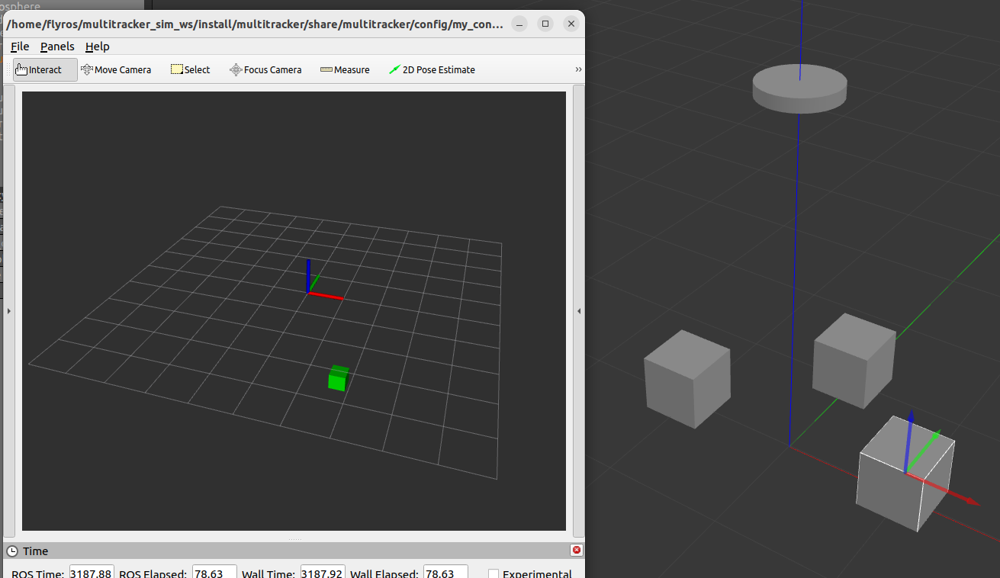 osphere
/home/flyros/multitracker_sim_ws/install/multitracker/share/multitracker/config/my_con...
File Panels Help
Interact Move Camera Select Focus Camera Measure 2D Pose Estimate »
Time
ROS Time: 3187.88 ROS Elapsed: 78.63 Wall Time: 3187.92 Wall Elapsed: 78.63 Experimental